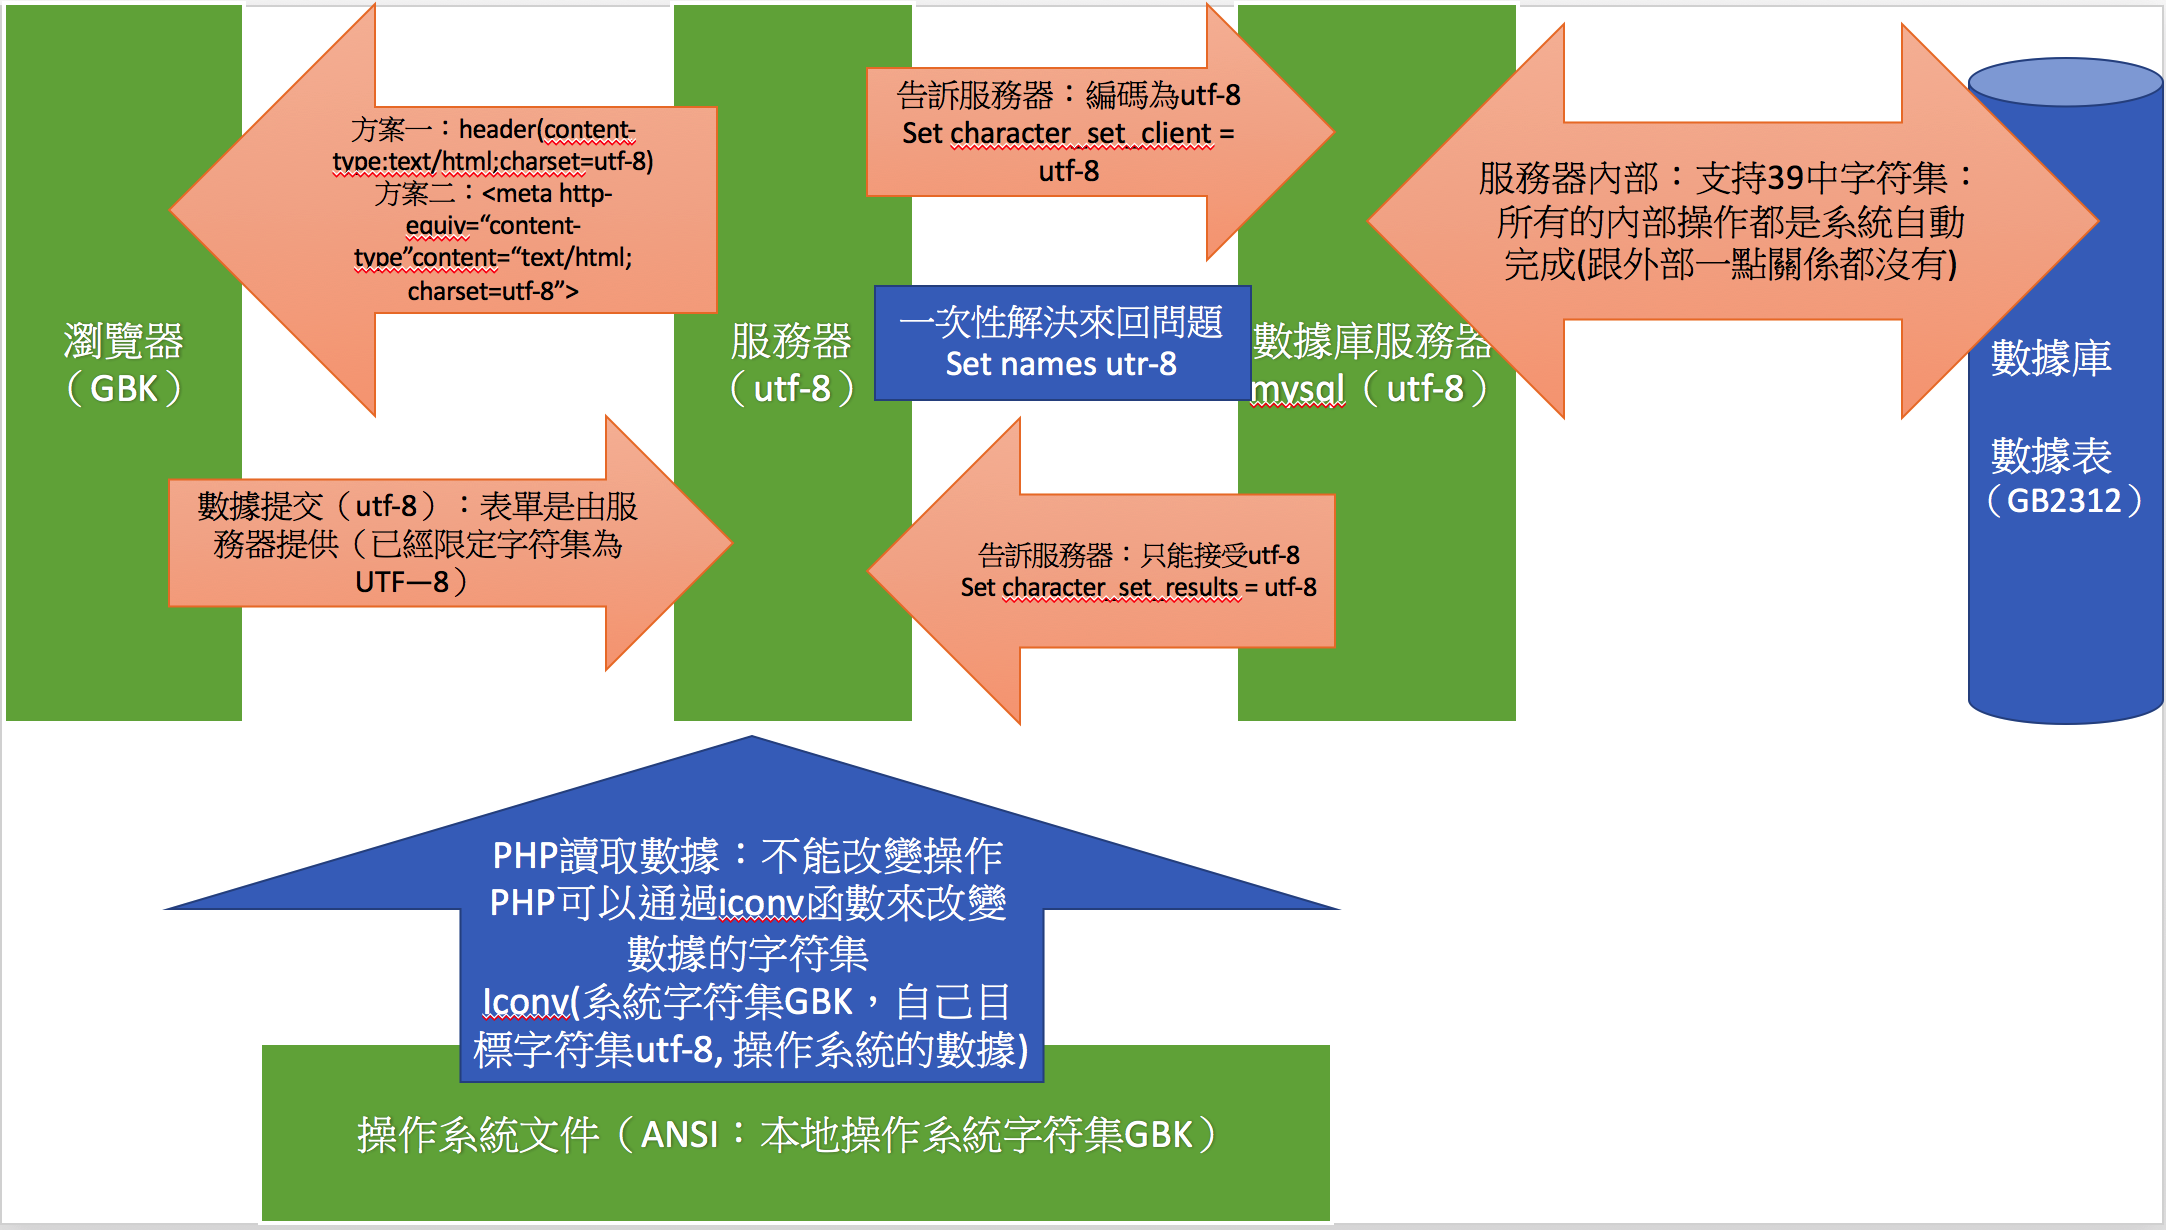 瀏覽器
（GBK）
方案一：header(content-
type:text/html;charset=utf-8)
方案二：<meta http-
equiv=“content-
type”content=“text/html;
charset=utf-8”>
數據提交（utf-8）：表單是由服
務器提供（已經限定字符集為
UTF—8）
服務器
（utf-8）
告訴服務器：編碼為utf-8
Set character_set_client =
utf-8
一次性解決來回問題
Set names utr-8
告訴服務器：只能接受utf-8
Set character_set_results = utf-8
數據庫服務器
mysql（utf-8）
服務器內部：支持39中字符集：
所有的內部操作都是系統自動
完成(跟外部一點關係都沒有)
數據庫
數據表
（GB2312）
PHP讀取數據：不能改變操作
PHP可以通過iconv函數來改變
數據的字符集
Iconv(系統字符集GBK，自己目
標字符集utf-8, 操作系統的數據)
操作系統文件（ANSI：本地操作系統字符集GBK）